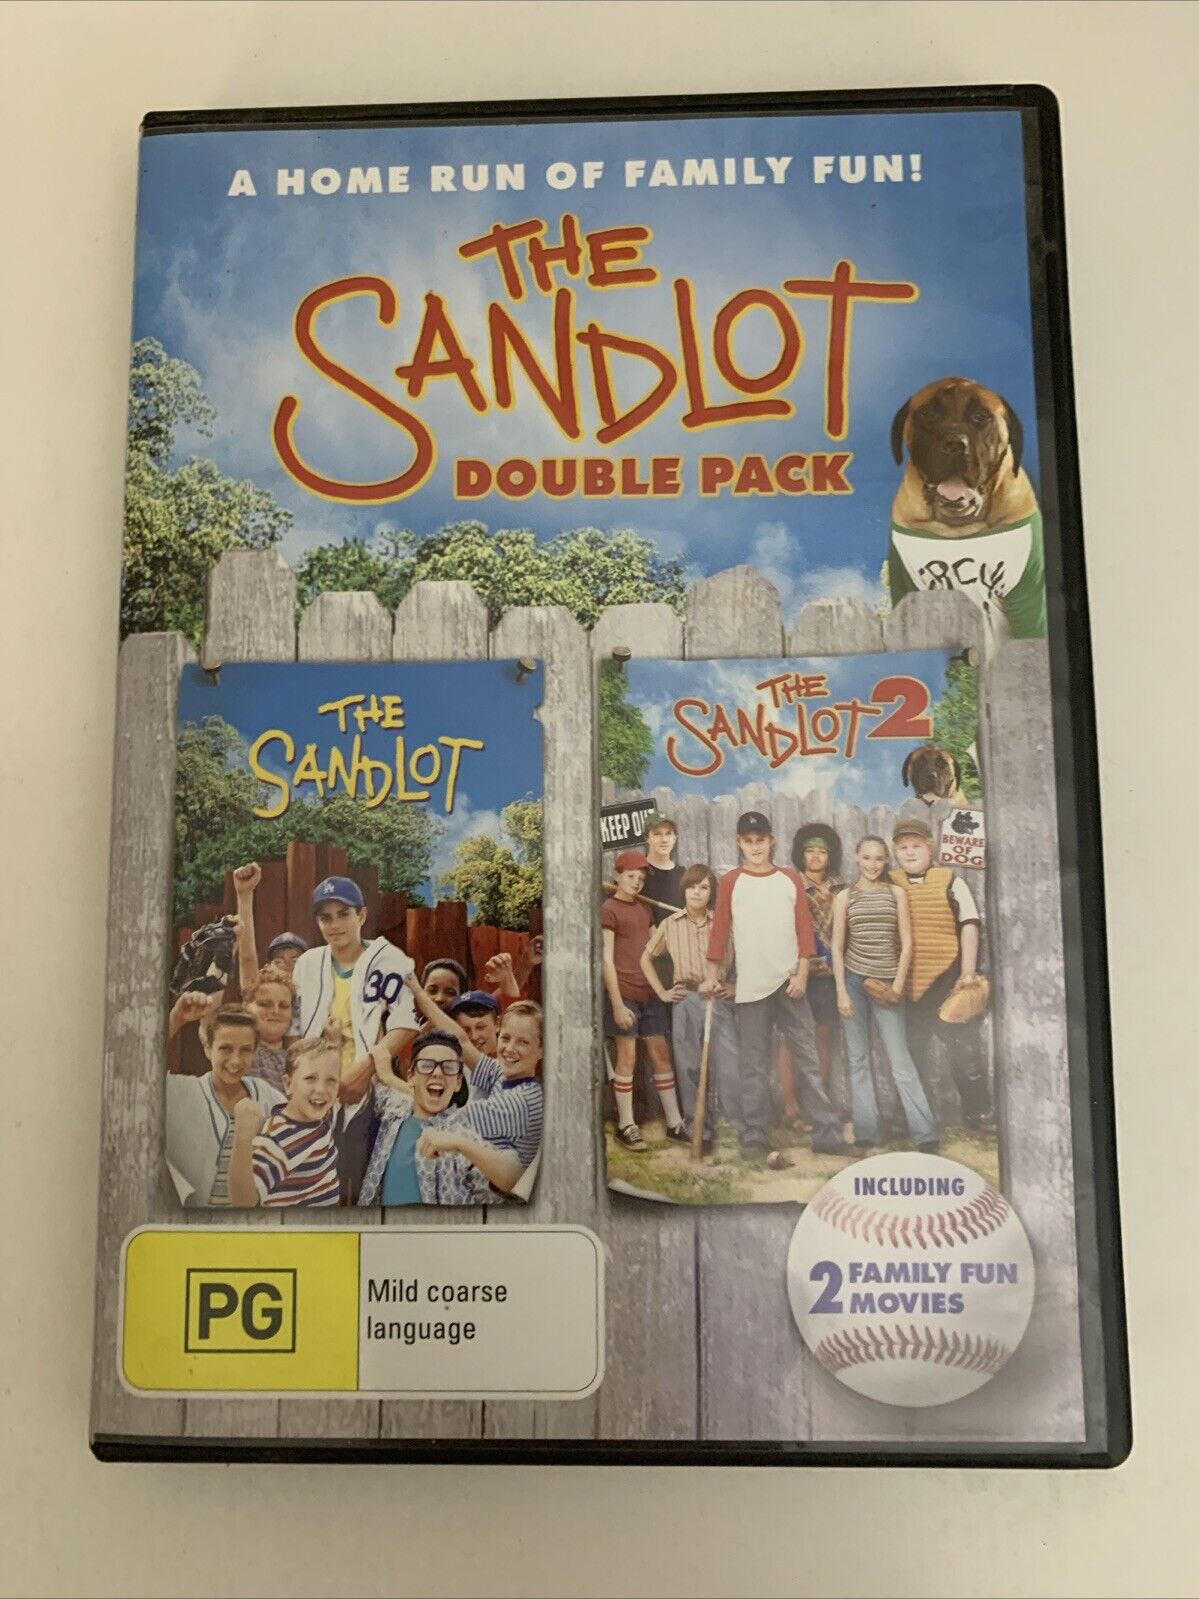 A HOME RUN OF FAMILY FUN!
THE
SANDLOT
DOUBLE PACK
THE
SANDLOT
30
THE
SANDLOT 2
KEEP OUT
BEWARE
OF
DOG
INCLUDING
2 FAMILY FUN
MOVIES
PG
Mild coarse
language